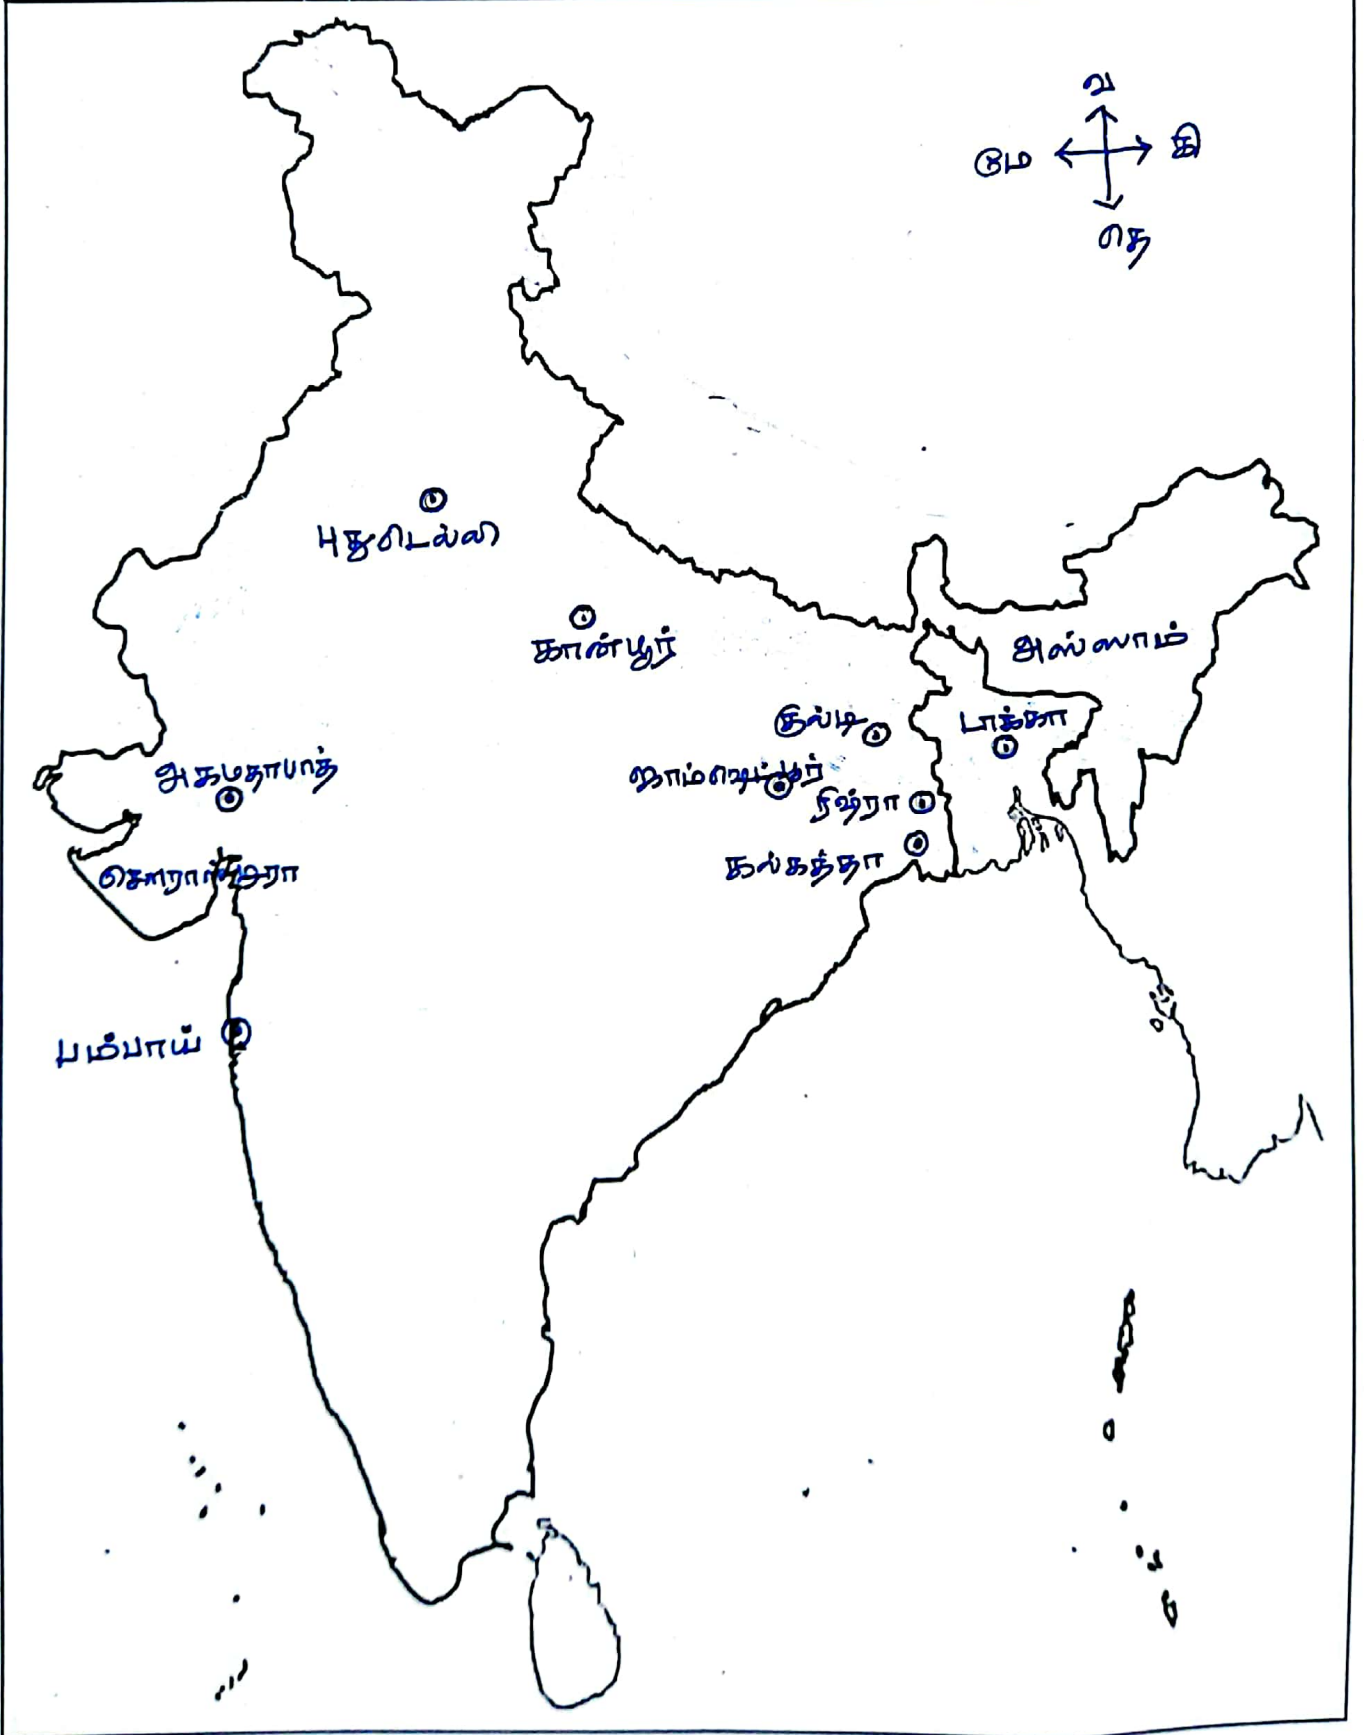 வ
மே
கி
தெ
புதுடெல்லி
கான்பூர்
அஸ்ஸாம்
குல்டி
டாக்கா
அகமதாபாத்
ஜாம்ஷெட்பூர்
ரிஷ்ரா
கல்கத்தா
சௌராஷ்டிரா
பம்பாய்